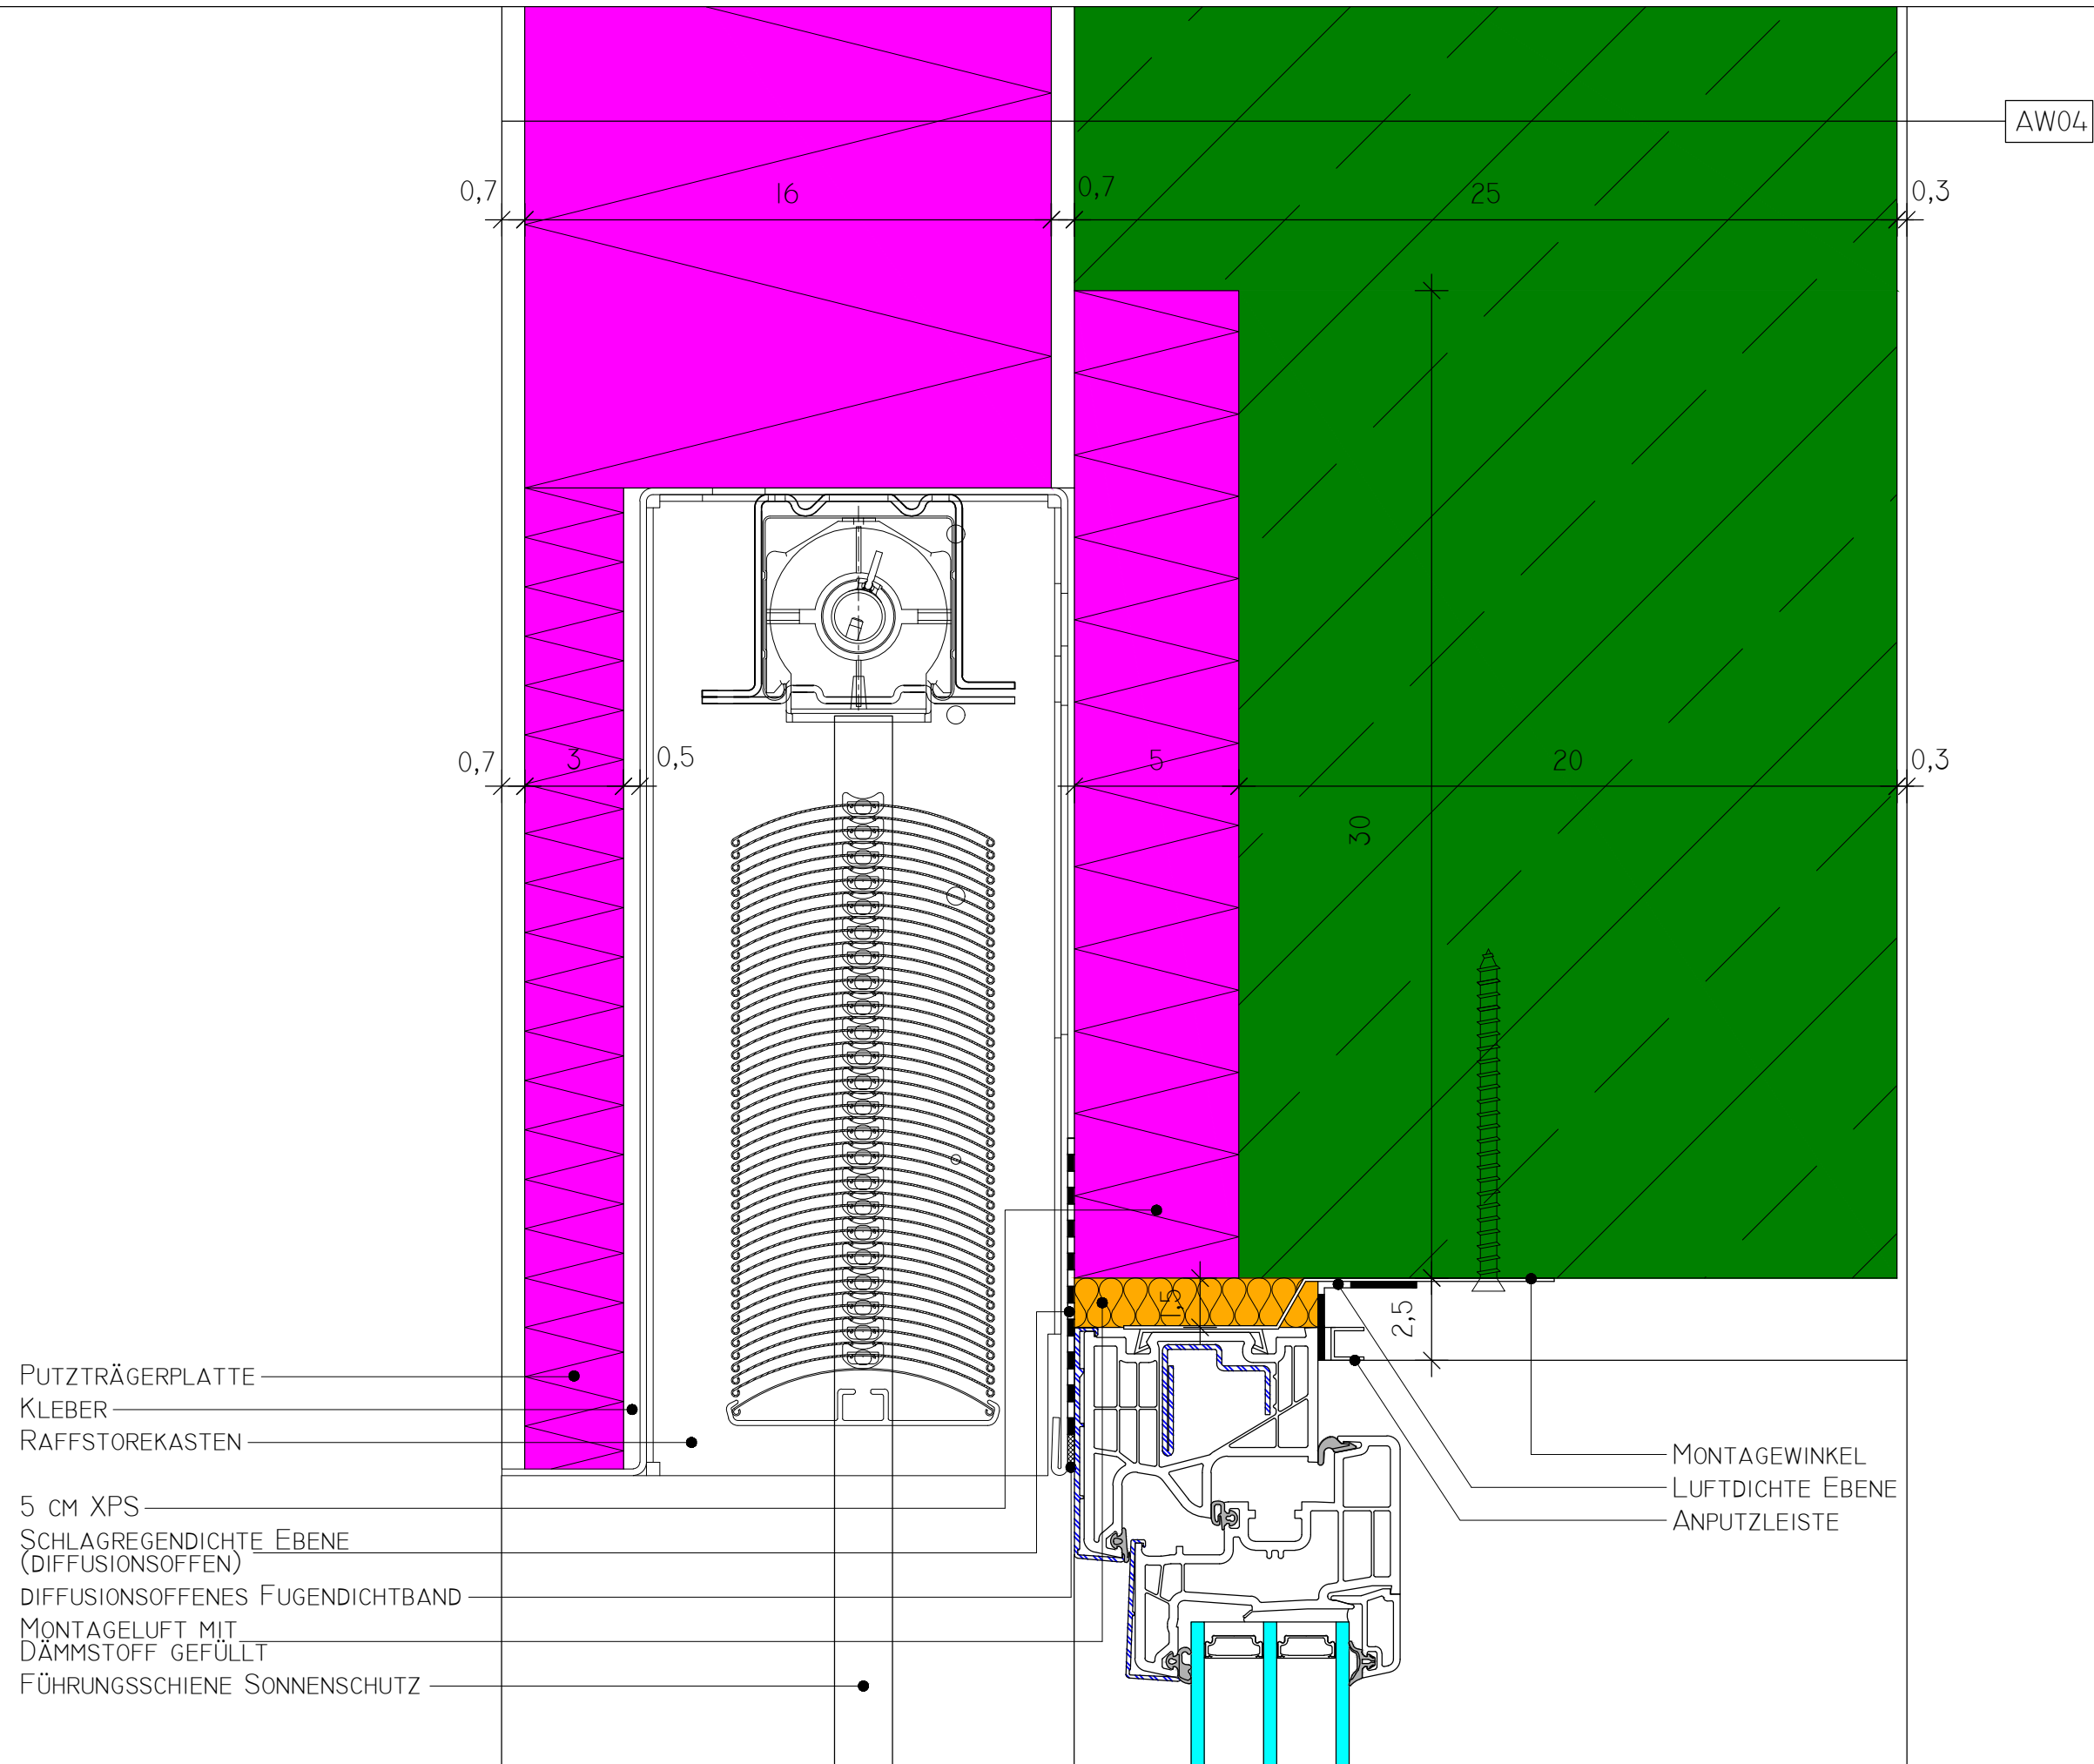 AW04
0,7
16
0,7
25
0,3
0,7
3
0,5
5
20
0,3
30
1,5
2,5
PUTZTRÄGERPLATTE
KLEBER
RAFFSTOREKASTEN
5 CM XPS
SCHLAGREGENDICHTE EBENE
(DIFFUSIONSOFFEN)
DIFFUSIONSOFFENES FUGENDICHTBAND
MONTAGELUFT MIT
DÄMMSTOFF GEFÜLLT
FÜHRUNGSSCHIENE SONNENSCHUTZ
MONTAGEWINKEL
LUFTDICHTE EBENE
ANPUTZLEISTE